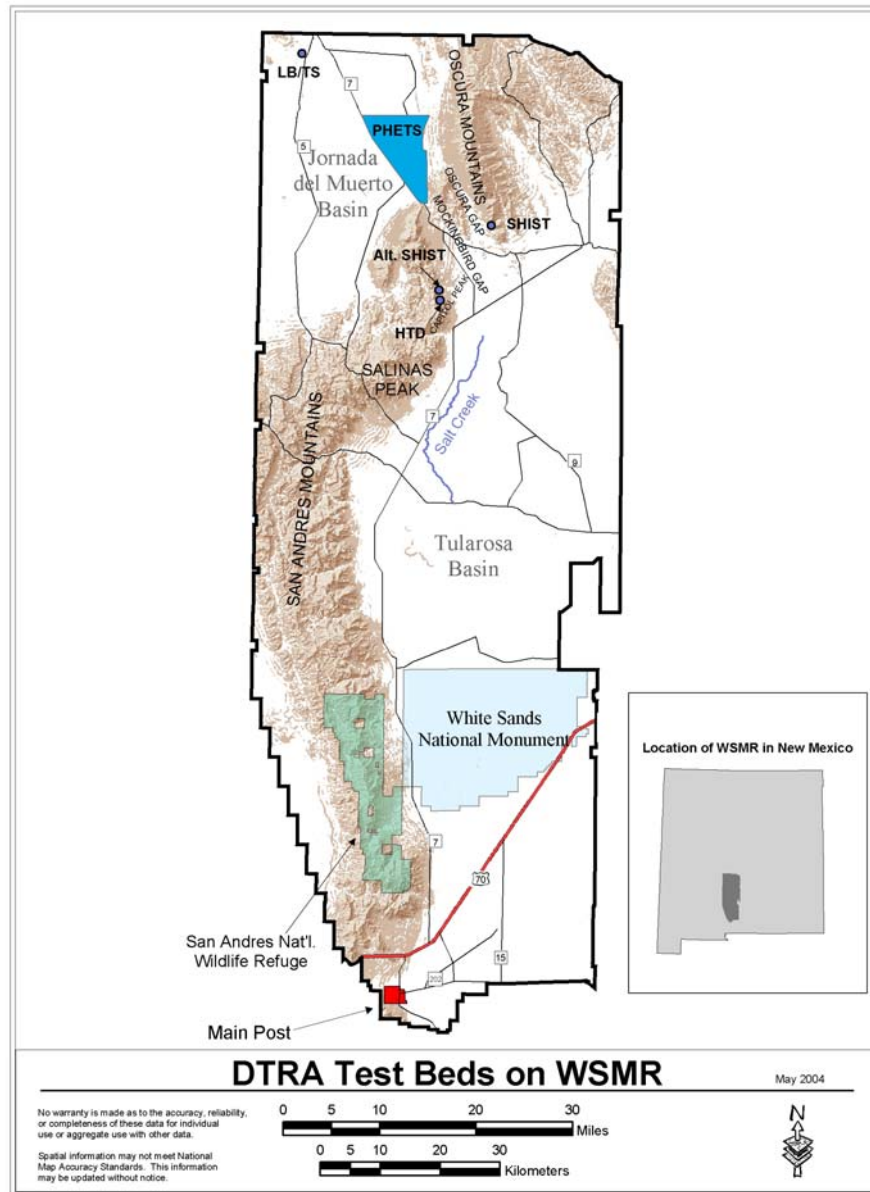 LB/TS
7
OSCURA MOUNTAINS
PHETS
5
Jornada
del Muerto
Basin
OSCURA GAP
MOCKINGBIRD GAP
SHIST
Alt. SHIST
CAPITOL PEAK
HTD
SALINAS
PEAK
7
Salt Creek
SAN ANDRES MOUNTAINS
9
Tularosa
Basin
White Sands
National Monument
Location of WSMR in New Mexico
7
70
San Andres Nat'l.
Wildlife Refuge
15
202
Main Post
DTRA Test Beds on WSMR
May 2004
No warranty is made as to the accuracy, reliability,
or completeness of these data for individual
use or aggregate use with other data.
Spatial information may not meet National
Map Accuracy Standards. This information
may be updated without notice.
0 5 10 20 30
Miles
0 5 10 20 30
Kilometers
N